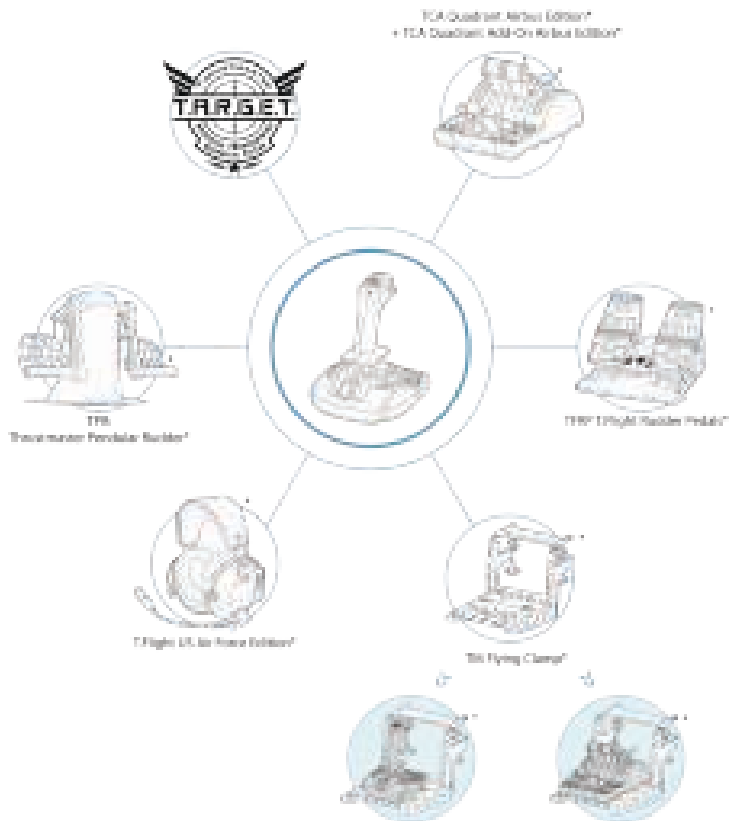 TCA Quadrant Airbus Edition*
+ TCA Quadrant Add-On Airbus Edition*
T.A.R.G.E.T.
TPR
Thrustmaster Pendular Rudder*
TFRP T.Flight Rudder Pedals*
T.Flight US Air Force Edition*
TM Flying Clamp*